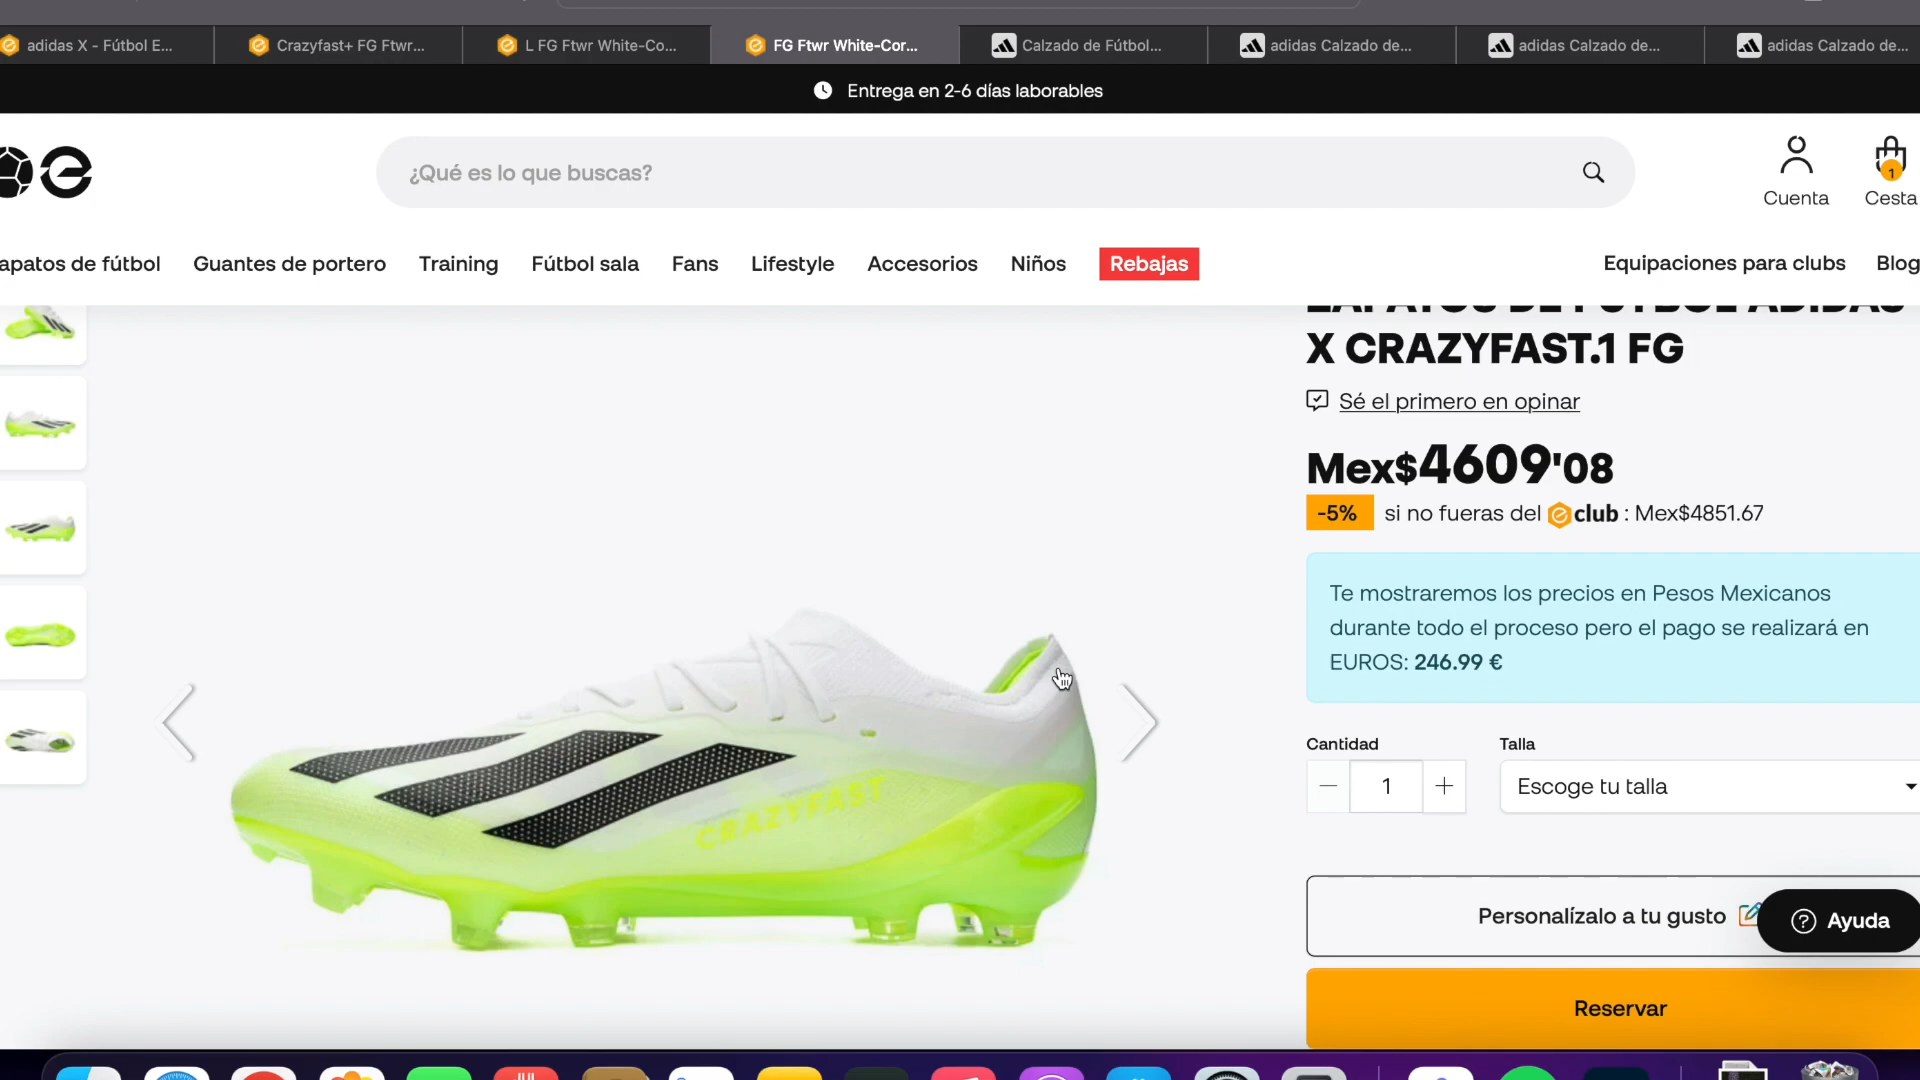 adidas X - Fútbol E...
Crazyfast+ FG Ftwr...
L FG Ftwr White-Co...
FG Ftwr White-Cor...
Calzado de Fútbol...
adidas Calzado de...
adidas Calzado de...
adidas Calzado de...
Entrega en 2-6 días laborables
¿Qué es lo que buscas?
Cuenta
1
Cesta
apatos de fútbol
Guantes de portero
Training
Fútbol sala
Fans
Lifestyle
Accesorios
Niños
Rebajas
Equipaciones para clubs
Blog
ZAPATOS DE FÚTBOL ADIDAS
X CRAZYFAST.1 FG
Sé el primero en opinar
Mex$4609'08
-5% si no fueras del e club : Mex$4851.67
Te mostraremos los precios en Pesos Mexicanos
durante todo el proceso pero el pago se realizará en
EUROS: 246.99 €
Cantidad
Talla
1
Escoge tu talla
CRAZYFAST
Personalízalo a tu gusto
Ayuda
Reservar